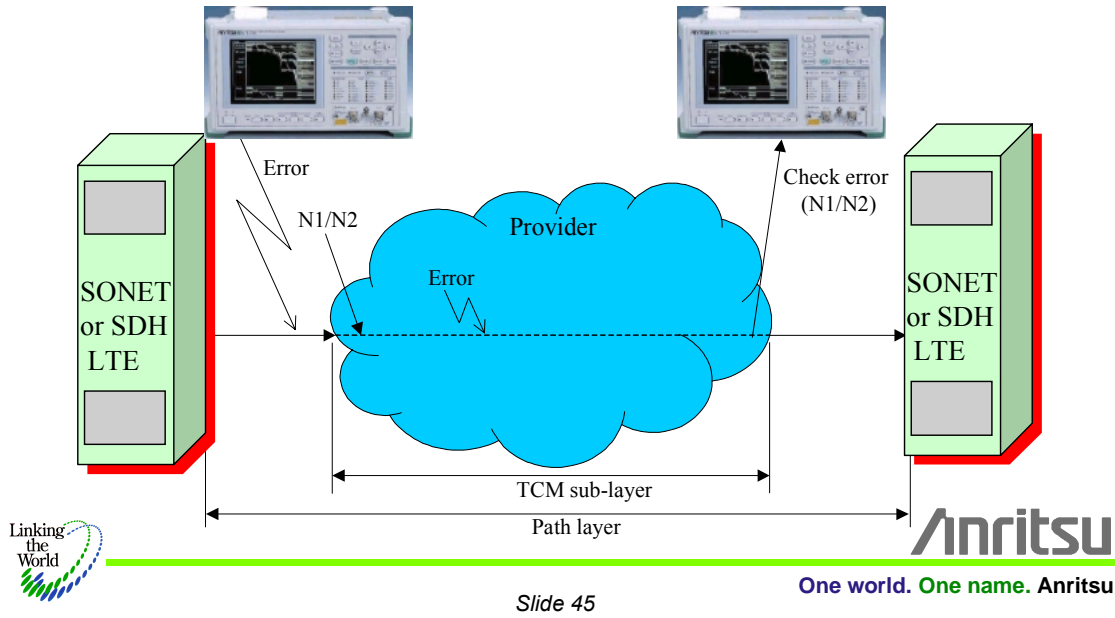 Error
N1/N2
Provider
Error
Check error
(N1/N2)
SONET
or SDH
LTE
SONET
or SDH
LTE
TCM sub-layer
Path layer
Linking
the
World
Anritsu
One world. One name. Anritsu
Slide 45